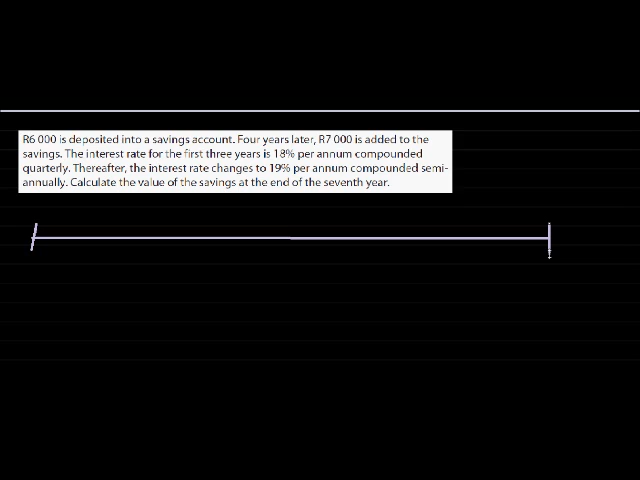 R6 000 is deposited into a savings account. Four years later, R7 000 is added to the
savings. The interest rate for the first three years is 18% per annum compounded
quarterly. Thereafter, the interest rate changes to 19% per annum compounded semi-
annually. Calculate the value of the savings at the end of the seventh year.